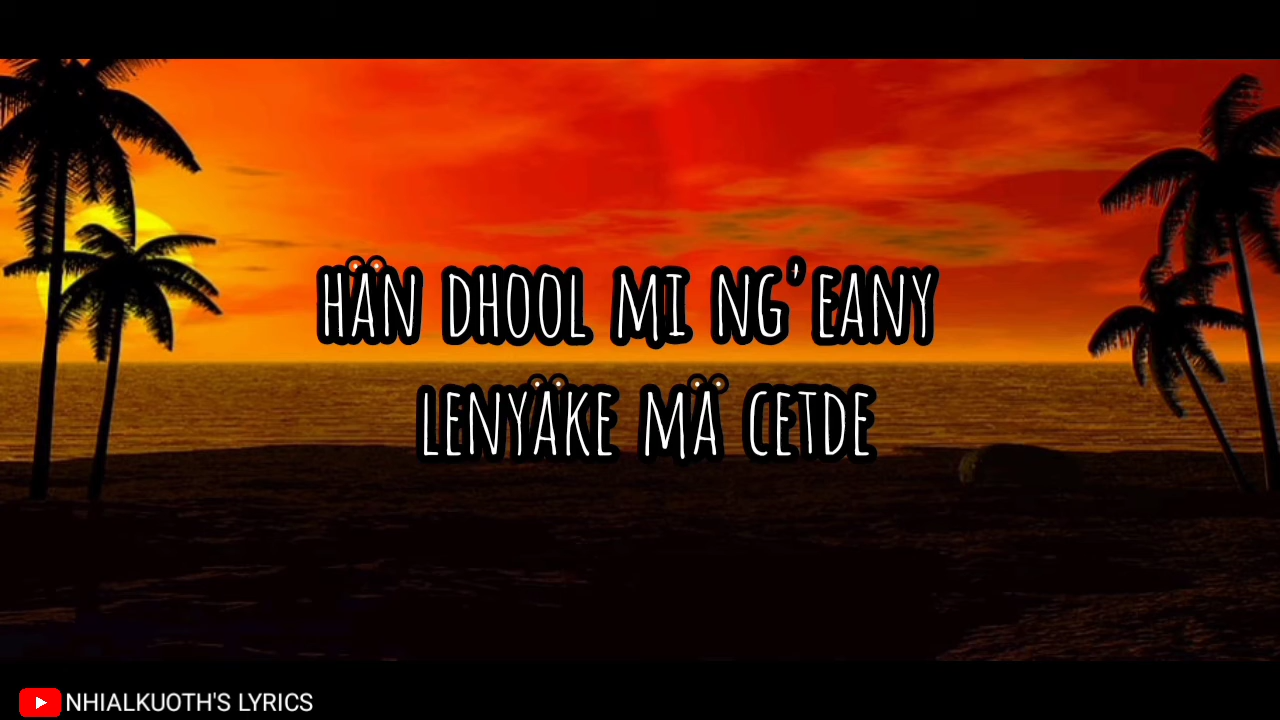 HÄN DHOOL MI NG'EANY
LENYÄKE MÄ CETDE
NHIALKUOTH'S LYRICS